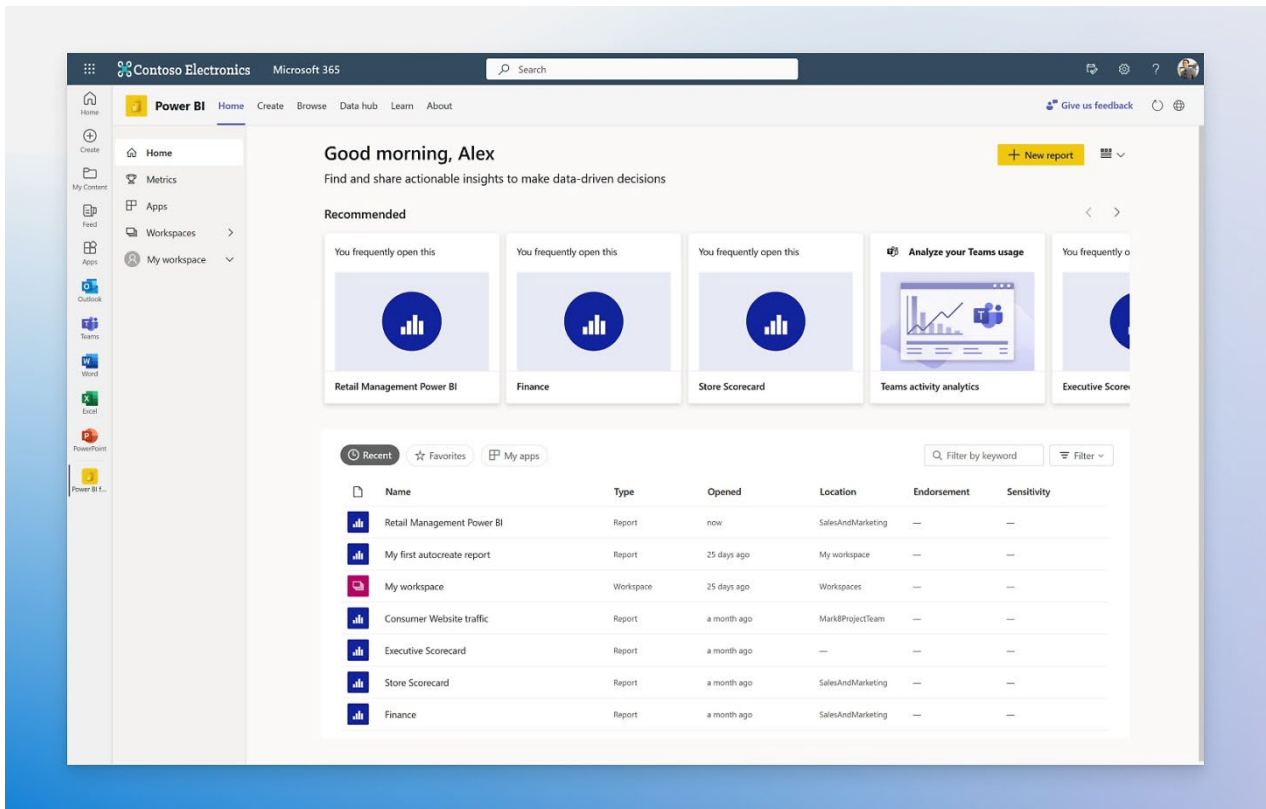 Contoso Electronics Microsoft 365 Search ?
Home
Create
My Content
Feed
Apps
Outlook
Teams
Word
Excel
PowerPoint
Power BI f...
Power BI Home Create Browse Data hub Learn About Give us feedback
Home
Metrics
Apps
Workspaces
My workspace
Good morning, Alex
+ New report
Find and share actionable insights to make data-driven decisions
Recommended
You frequently open this
Retail Management Power BI
You frequently open this
Finance
You frequently open this
Store Scorecard
Analyze your Teams usage
Teams activity analytics
You frequently o
Executive Score
Recent Favorites My apps Filter by keyword Filter
Name Type Opened Location Endorsement Sensitivity
Retail Management Power BI Report now SalesAndMarketing — —
My first autocreate report Report 25 days ago My workspace — —
My workspace Workspace 25 days ago Workspaces — —
Consumer Website traffic Report a month ago Mark8ProjectTeam — —
Executive Scorecard Report a month ago — — —
Store Scorecard Report a month ago SalesAndMarketing — —
Finance Report a month ago SalesAndMarketing — —